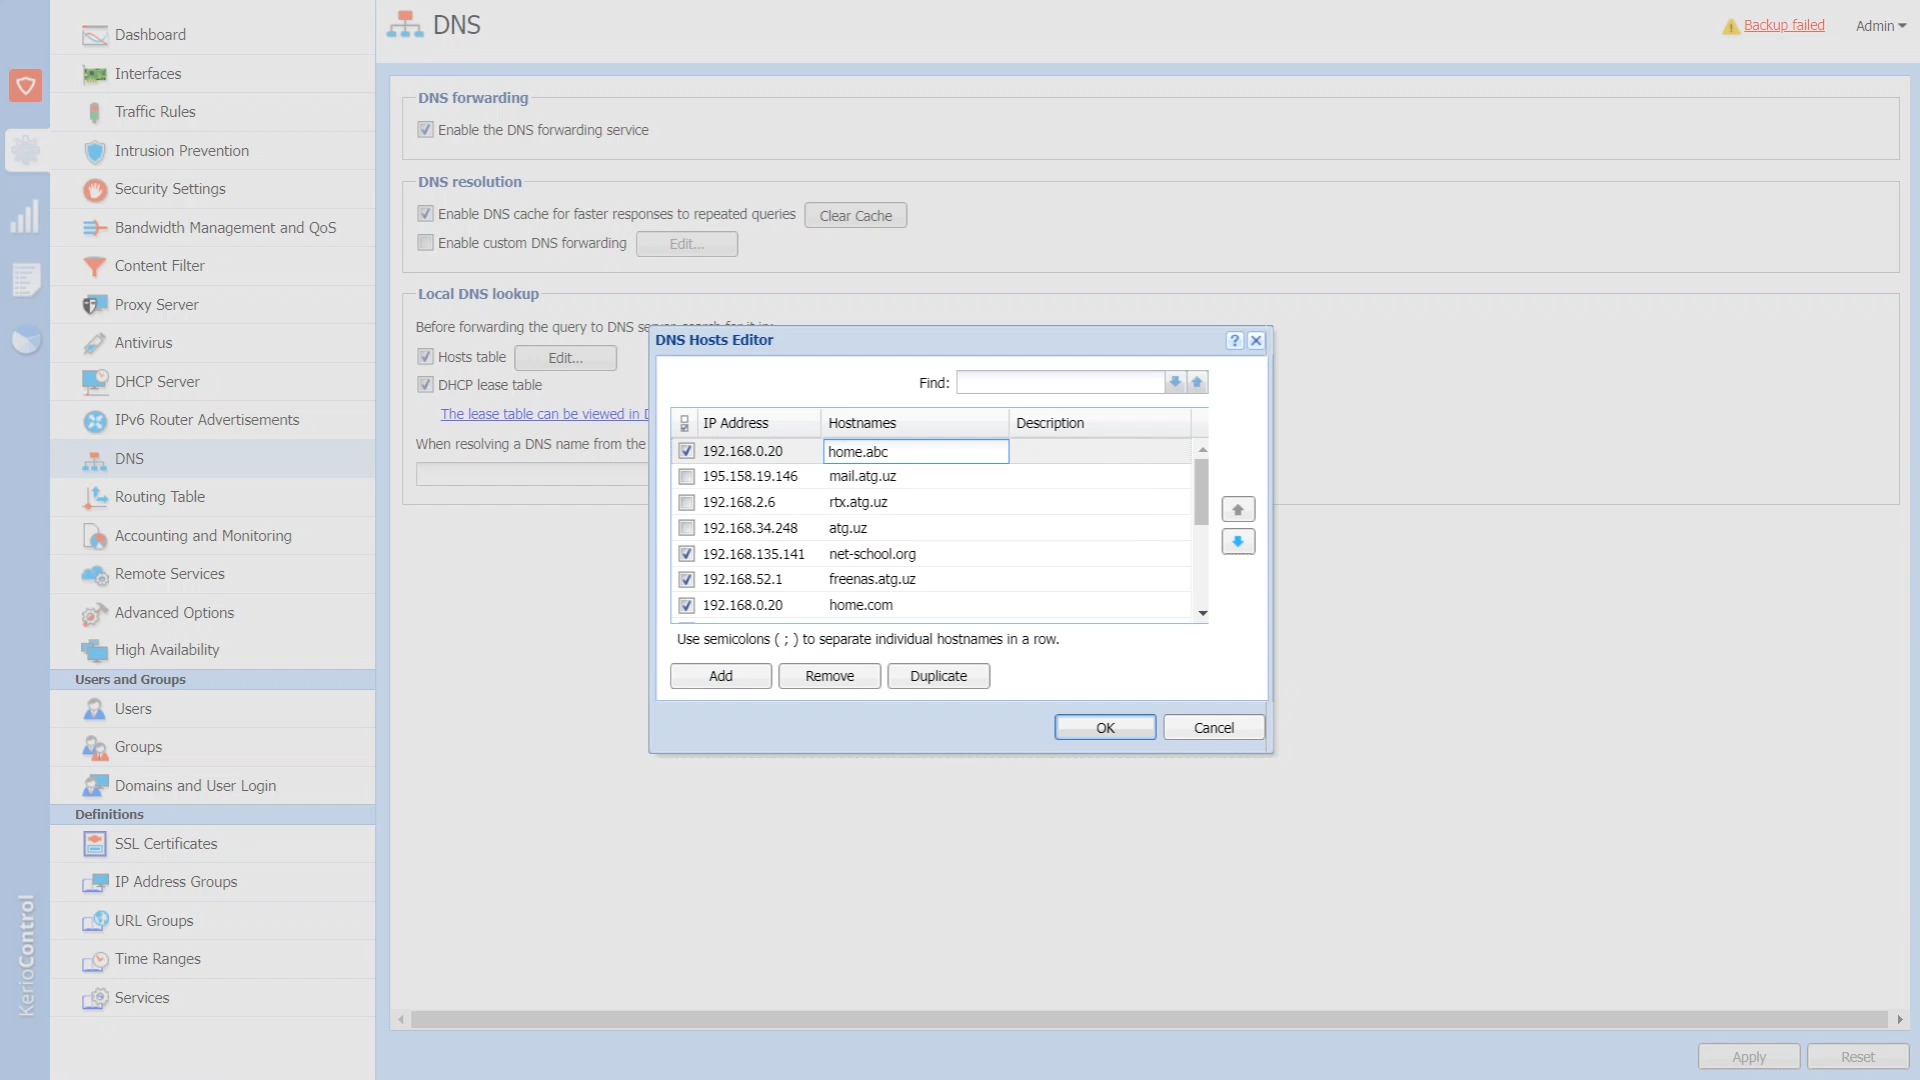 Dashboard
Interfaces
Traffic Rules
Intrusion Prevention
Security Settings
Bandwidth Management and QoS
Content Filter
Proxy Server
Antivirus
DHCP Server
IPv6 Router Advertisements
DNS
Routing Table
Accounting and Monitoring
Remote Services
Advanced Options
High Availability
Users and Groups
Users
Groups
Domains and User Login
Definitions
SSL Certificates
IP Address Groups
URL Groups
Time Ranges
Services
KerioControl
DNS
Backup failed
Admin
DNS forwarding
Enable the DNS forwarding service
DNS resolution
Enable DNS cache for faster responses to repeated queries Clear Cache
Enable custom DNS forwarding Edit...
Local DNS lookup
Before forwarding the query to DNS server, search for it in:
Hosts table Edit...
DHCP lease table
The lease table can be viewed in D
When resolving a DNS name from the
DNS Hosts Editor
Find:
IP Address Hostnames Description
192.168.0.20 home.abc
195.158.19.146 mail.atg.uz
192.168.2.6 rtx.atg.uz
192.168.34.248 atg.uz
192.168.135.141 net-school.org
192.168.52.1 freenas.atg.uz
192.168.0.20 home.com
Use semicolons ( ; ) to separate individual hostnames in a row.
Add Remove Duplicate
OK Cancel
Apply Reset